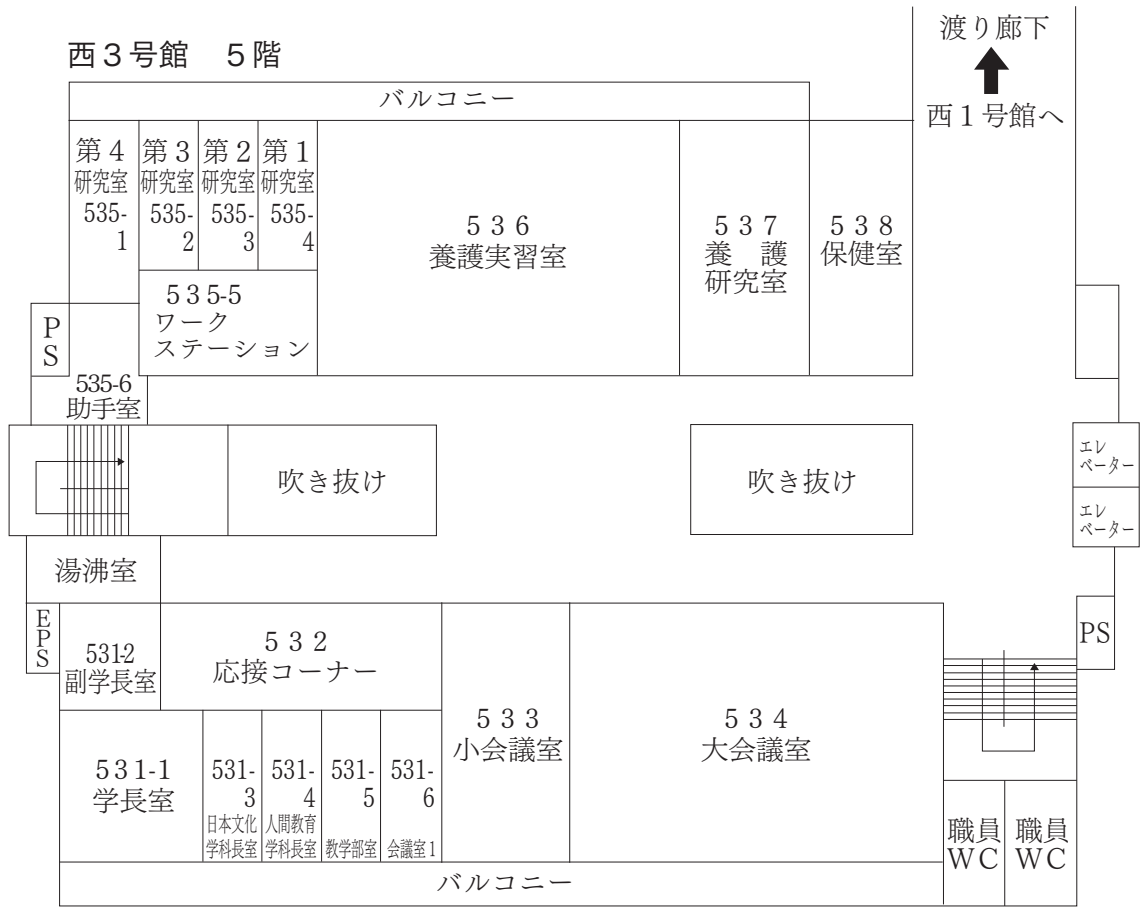 西３号館　５階
渡り廊下
西１号館へ
バルコニー
第４
研究室
535-
1
第３
研究室
535-
2
第２
研究室
535-
3
第１
研究室
535-
4
５３６
養護実習室
５３７
養　護
研究室
５３８
保健室
５３５-５
ワーク
ステーション
PS
535-6
助手室
吹き抜け
吹き抜け
エレ
ベーター
エレ
ベーター
湯沸室
EPS
531-2
副学長室
５３２
応接コーナー
５３３
小会議室
５３４
大会議室
PS
５３１-１
学長室
531-
3
日本文化
学科長室
531-
4
人間教育
学科長室
531-
5
教学部室
531-
6
会議室１
職員
ＷＣ
職員
ＷＣ
バルコニー